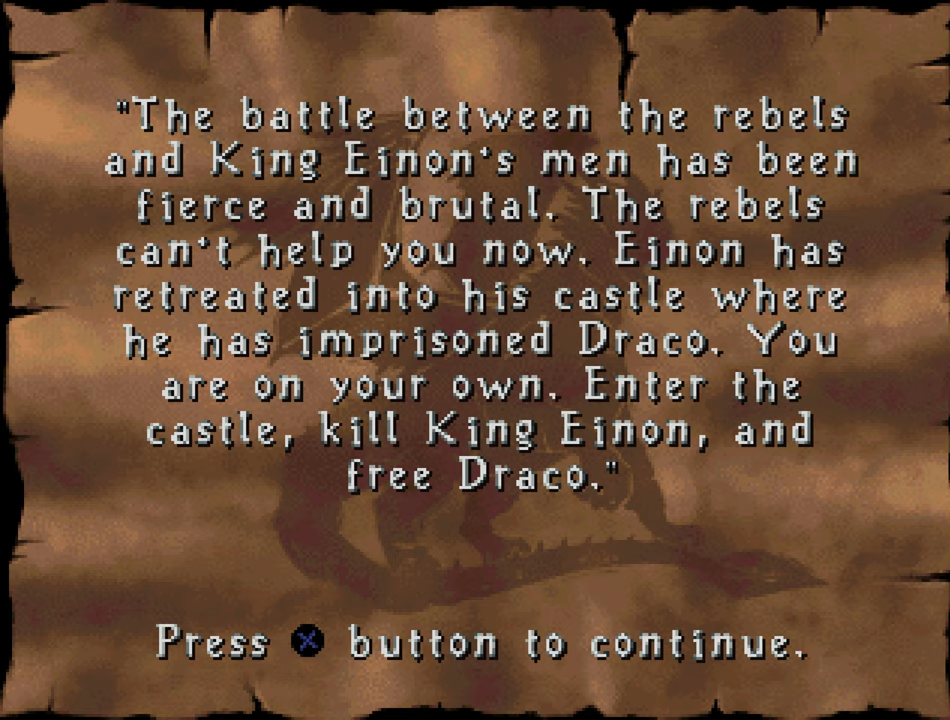 "The battle between the rebels
and King Einon's men has been
fierce and brutal. The rebels
can't help you now. Einon has
retreated into his castle where
he has imprisoned Draco. You
are on your own. Enter the
castle, kill King Einon, and
free Draco."
Press X button to continue.